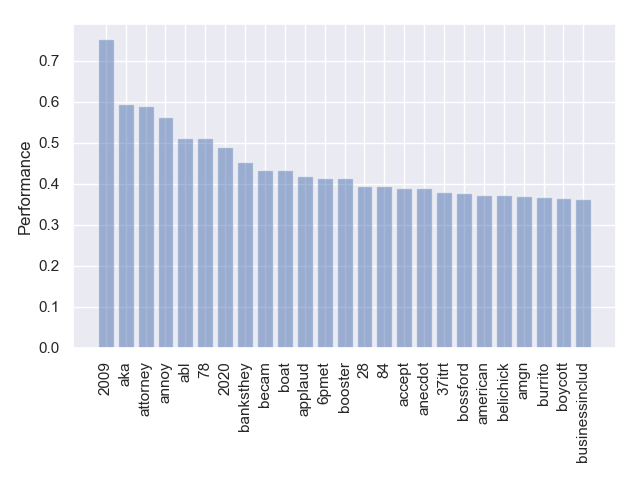 0.7
0.6
0.5
0.4
0.3
0.2
0.1
0.0
Performance
2009
aka
attorney
annoy
abl
78
2020
banksthey
becam
boat
applaud
6pmet
booster
28
84
accept
anecdot
37itrt
bossford
american
belichick
amgn
burrito
boycott
businessinclud